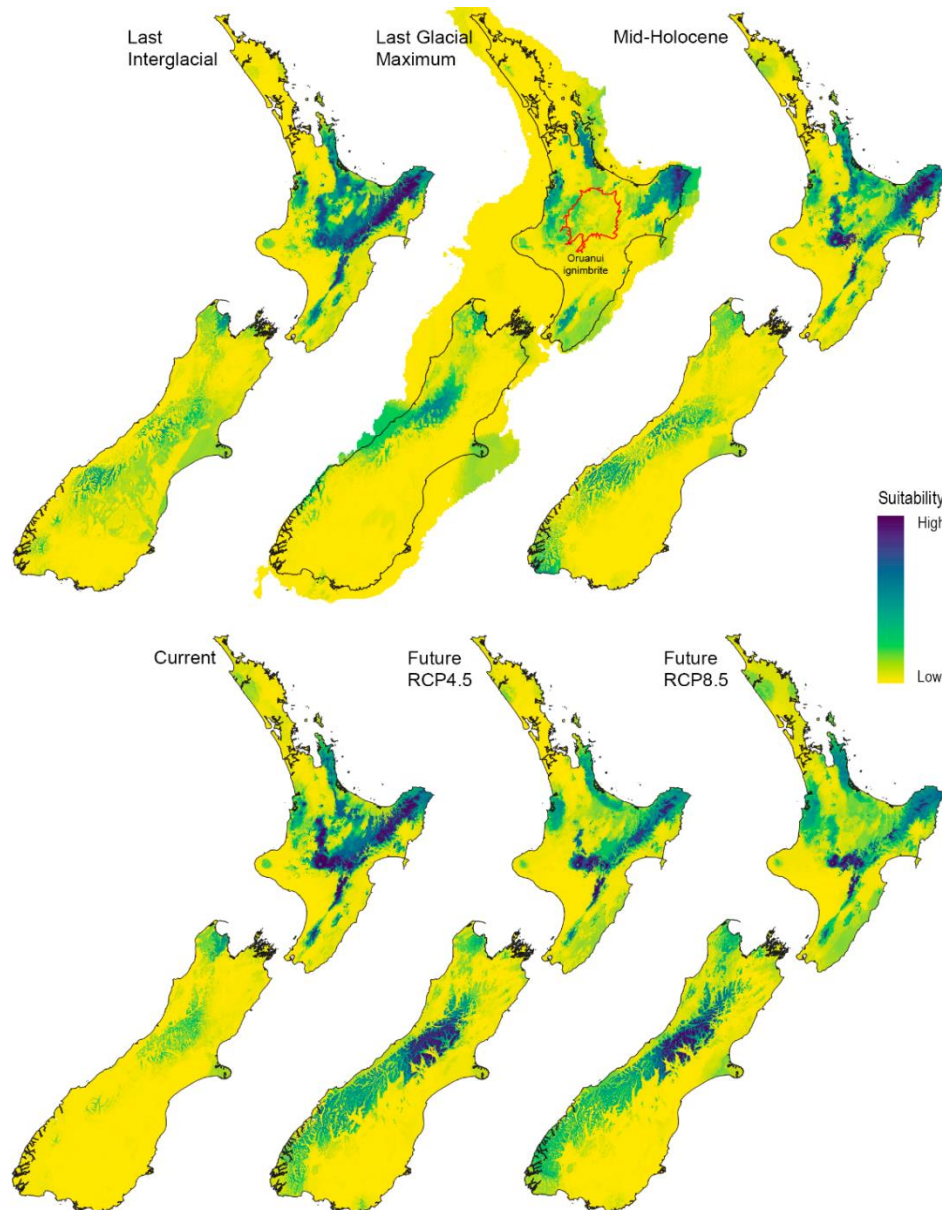 Last
Interglacial
Last Glacial
Maximum
Mid-Holocene
Oruanui
ignimbrite
Suitability
High
Low
Current
Future
RCP4.5
Future
RCP8.5